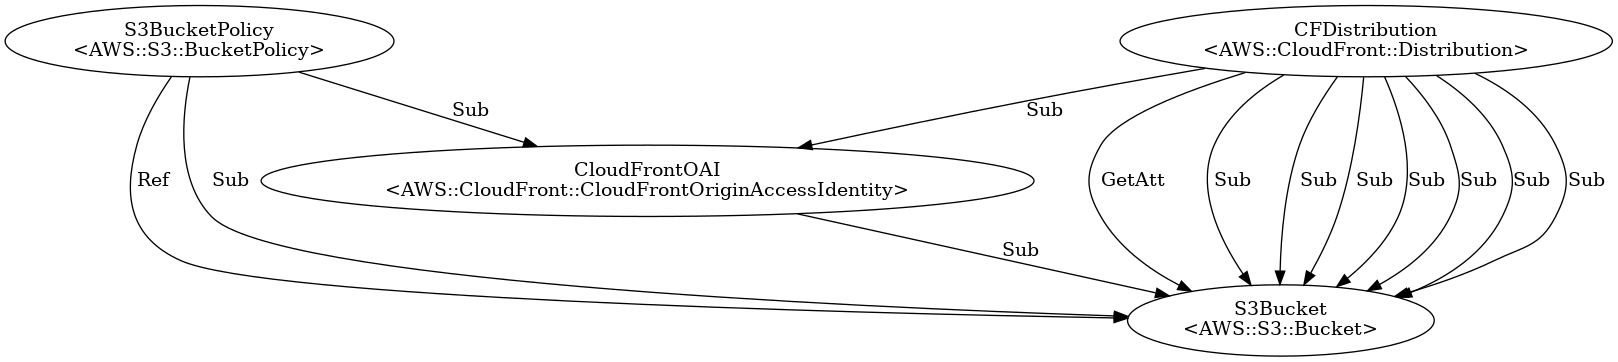 S3BucketPolicy
<AWS::S3::BucketPolicy>
CFDistribution
<AWS::CloudFront::Distribution>
Sub
Sub
CloudFrontOAI
<AWS::CloudFront::CloudFrontOriginAccessIdentity>
Ref
Sub
GetAtt
Sub
Sub
Sub
Sub
Sub
Sub
Sub
Sub
S3Bucket
<AWS::S3::Bucket>